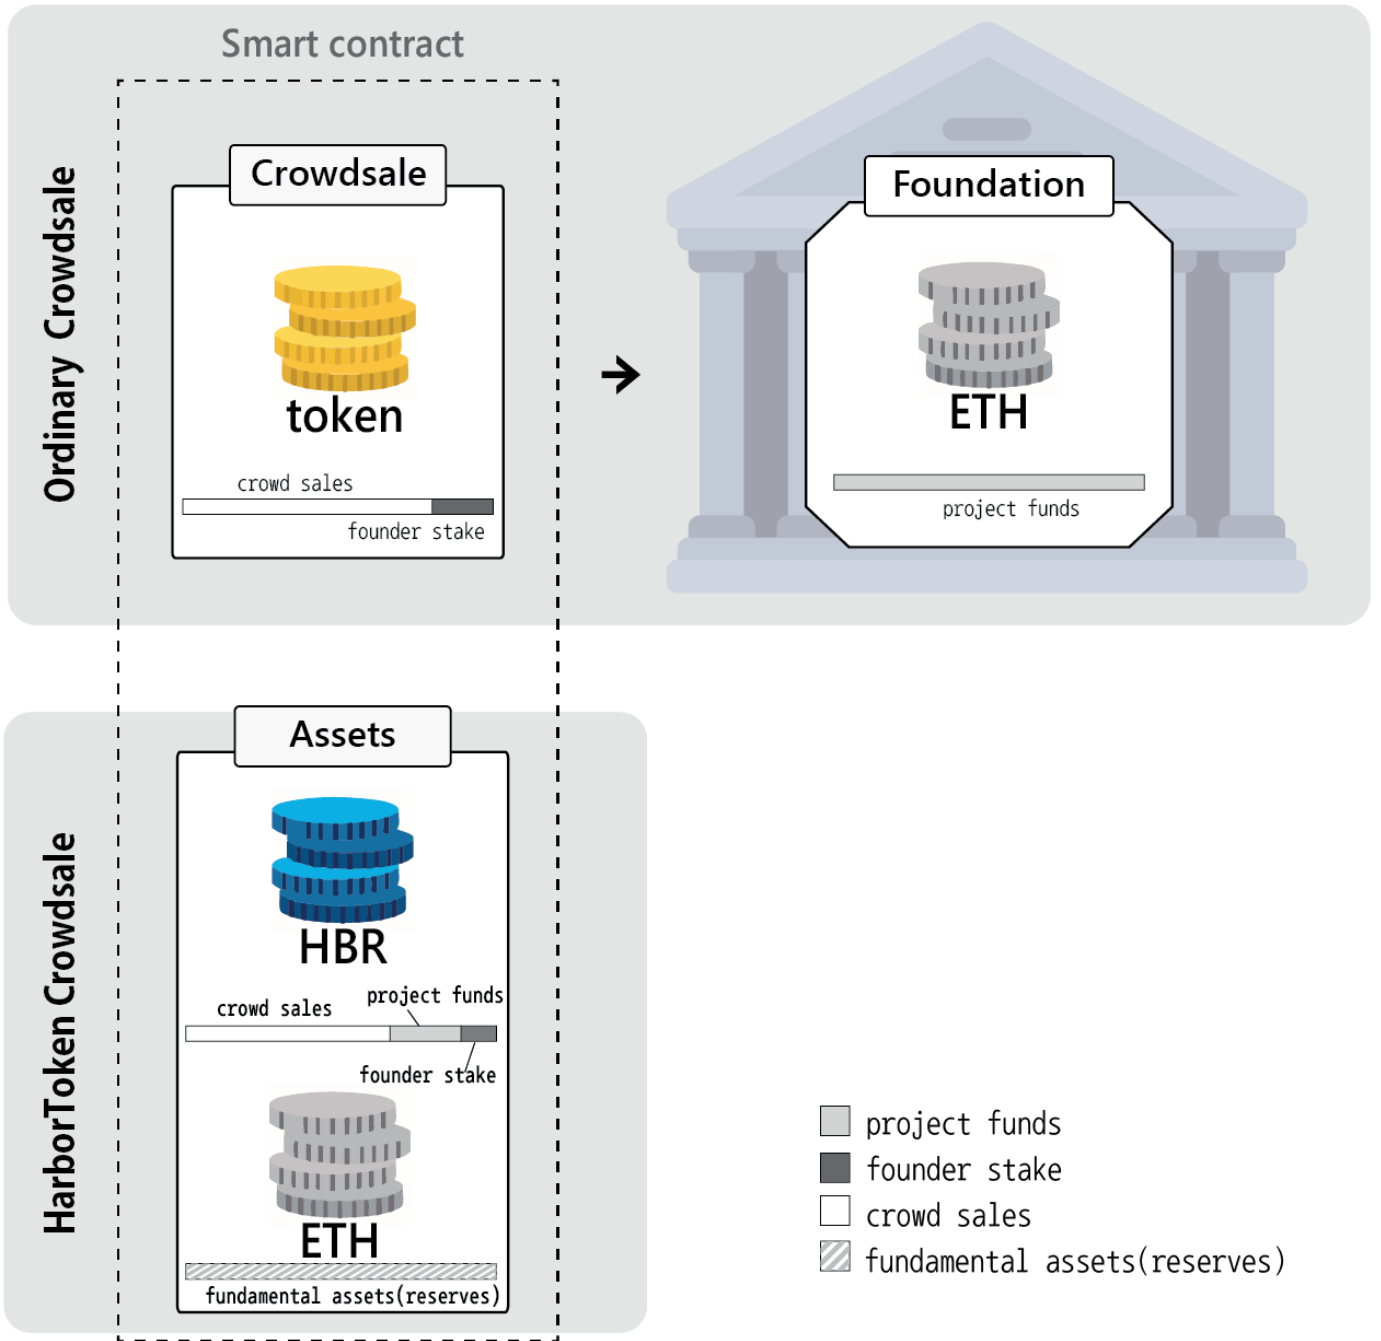 Smart contract
Ordinary Crowdsale
Crowdsale
token
crowd sales
founder stake
Foundation
ETH
project funds
HarborToken Crowdsale
Assets
HBR
project funds
crowd sales
founder stake
ETH
fundamental assets(reserves)
project funds
founder stake
crowd sales
fundamental assets(reserves)